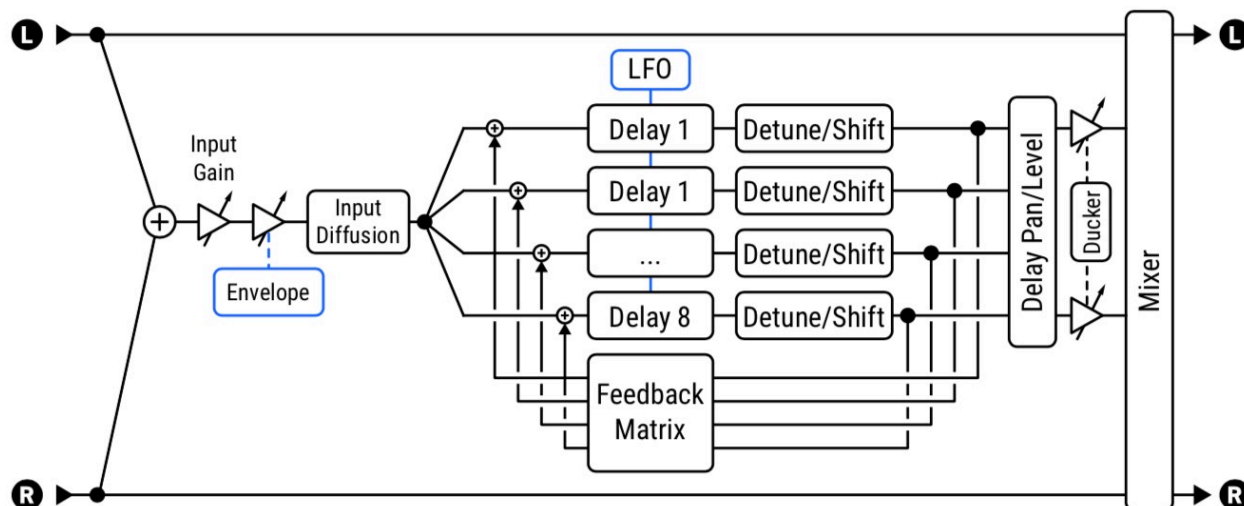 L
L
LFO
Input
Gain
Delay 1
Detune/Shift
Delay 1
Detune/Shift
Input
Diffusion
...
Detune/Shift
Envelope
Delay 8
Detune/Shift
Delay Pan/Level
Ducker
Mixer
Feedback
Matrix
R
R